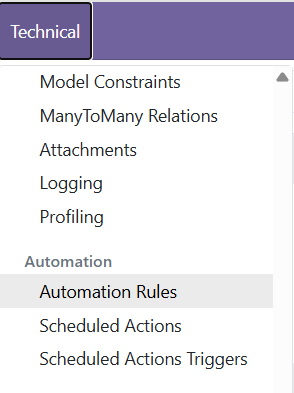 Technical
Model Constraints
ManyToMany Relations
Attachments
Logging
Profiling
Automation
Automation Rules
Scheduled Actions
Scheduled Actions Triggers